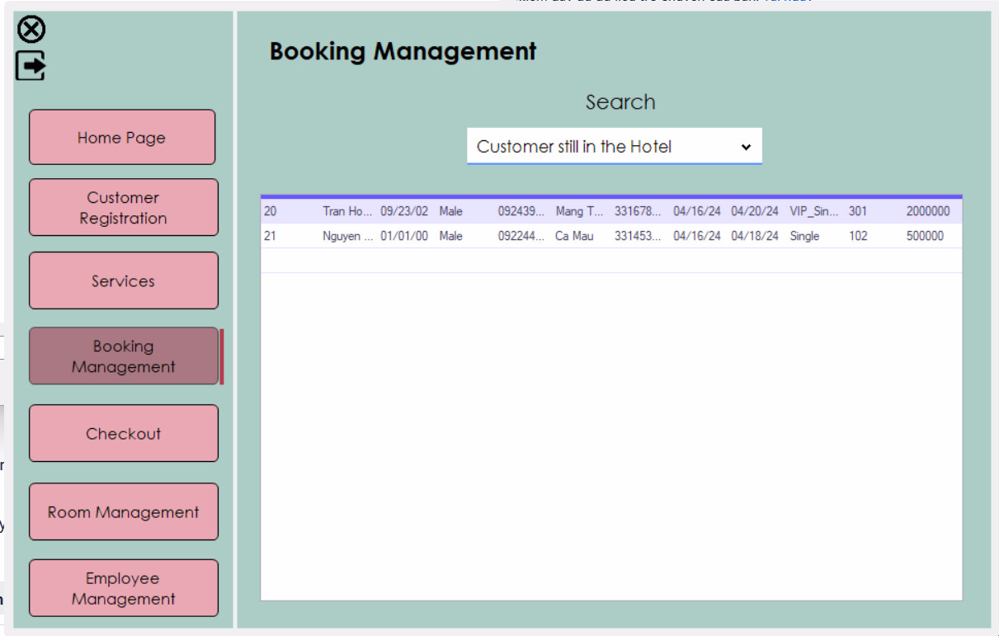 Booking Management
Search
Customer still in the Hotel
Home Page
Customer
Registration
Services
Booking
Management
Checkout
Room Management
Employee
Management
20 Tran Ho... 09/23/02 Male 092439... Mang T... 331678... 04/16/24 04/20/24 VIP_Sin... 301 2000000
21 Nguyen ... 01/01/00 Male 092244... Ca Mau 331453... 04/16/24 04/18/24 Single 102 500000